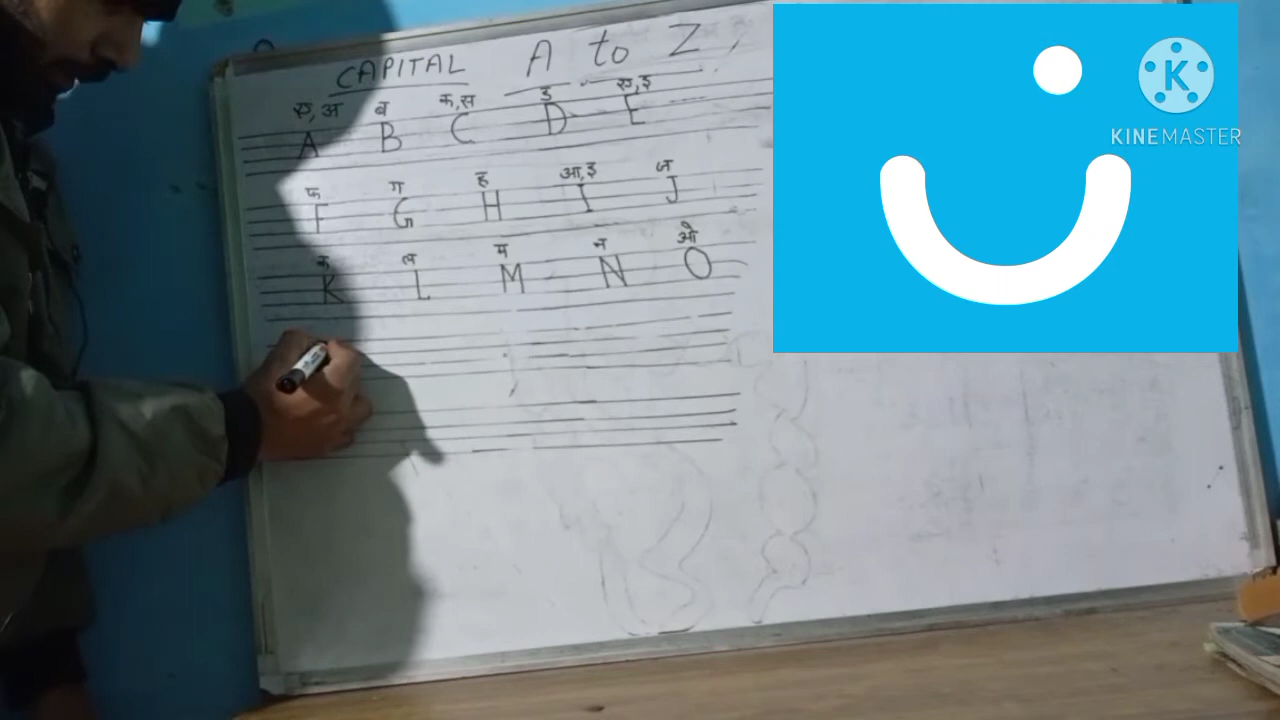 CAPITAL A to Z
ए, अ ब क,स ड ए,इ
A B C D E
फ ग ह आ,इ ज
F G H I J
क ल म न ओ
K L M N O
K
KINEMASTER